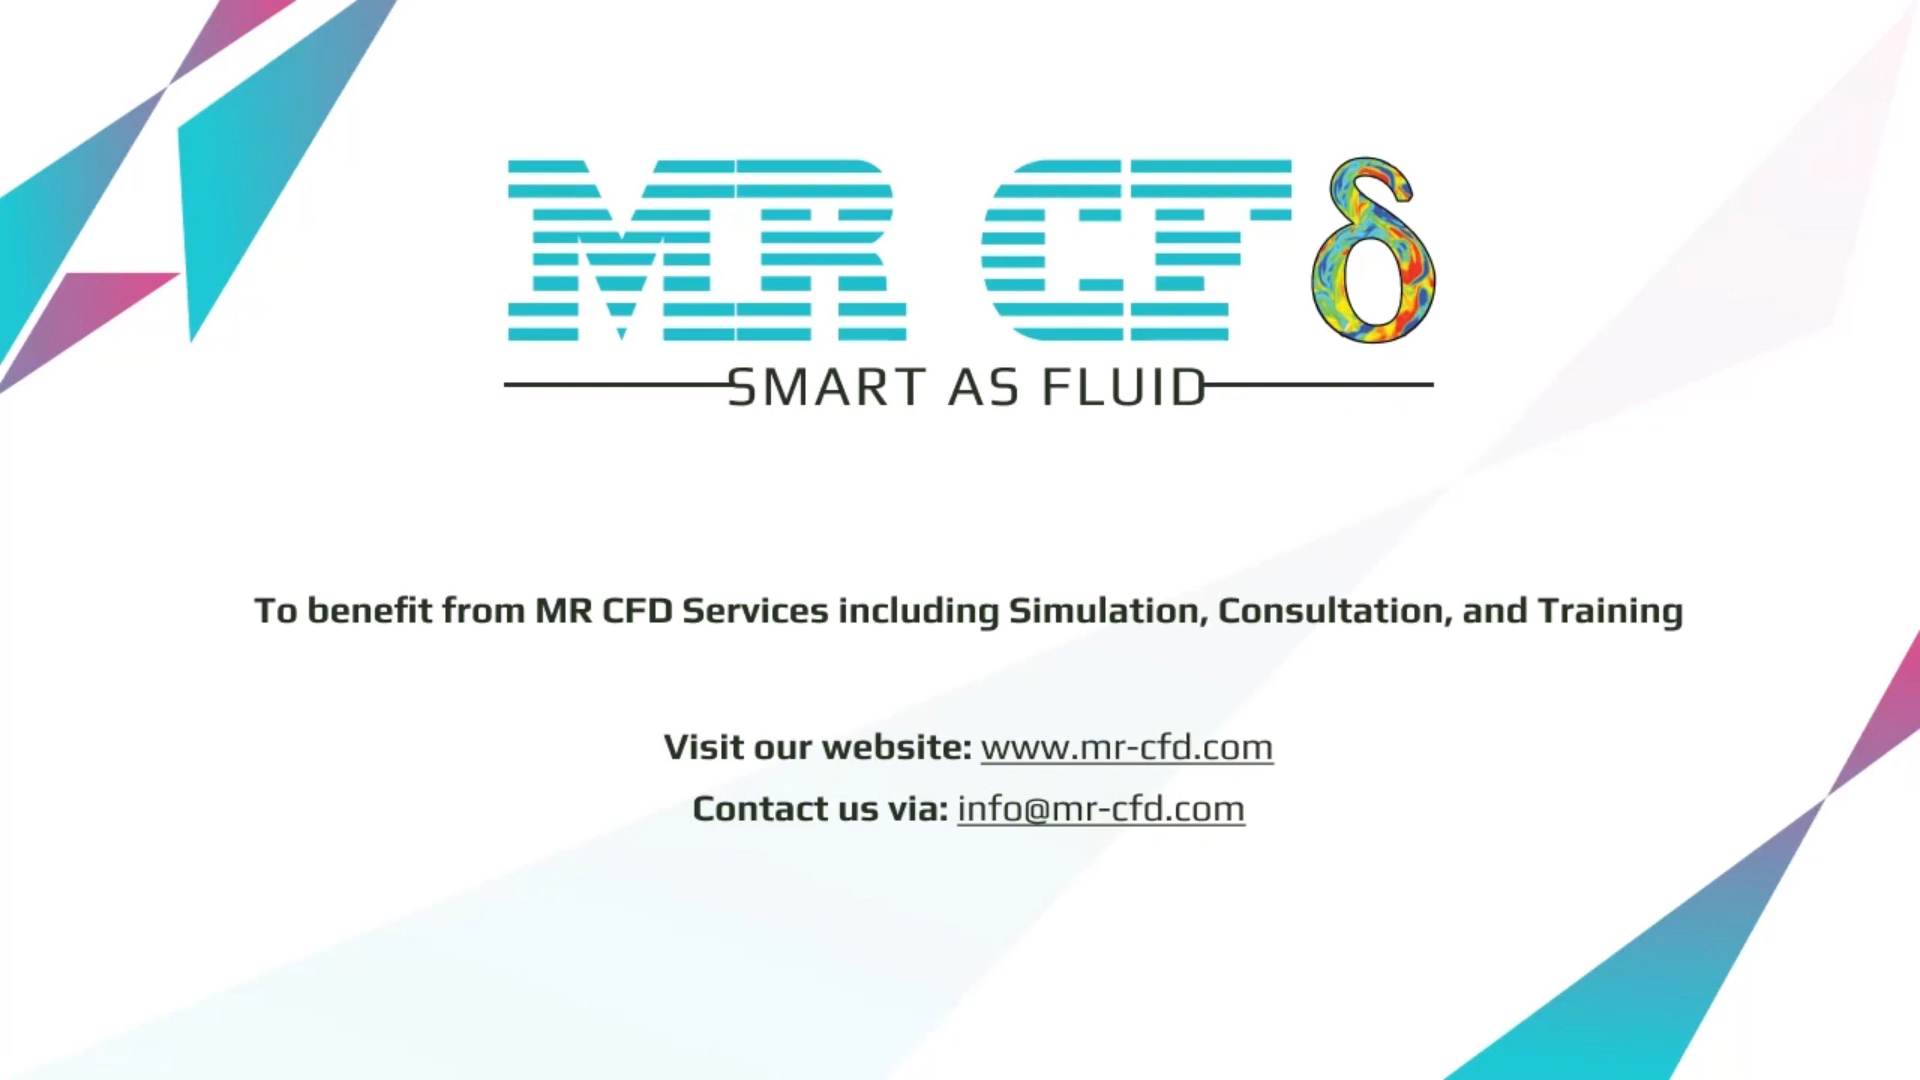 MR CFδ
SMART AS FLUID
To benefit from MR CFD Services including Simulation, Consultation, and Training
Visit our website: www.mr-cfd.com
Contact us via: info@mr-cfd.com